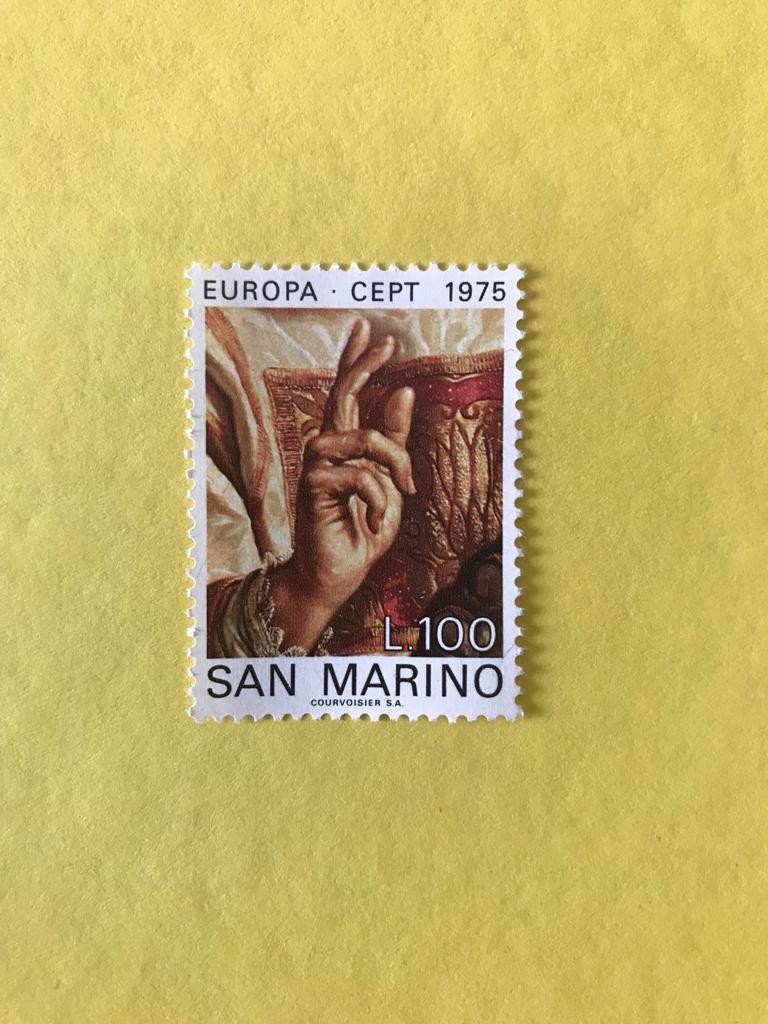 EUROPA · CEPT 1975
L.100
SAN MARINO
COURVOISIER S.A.